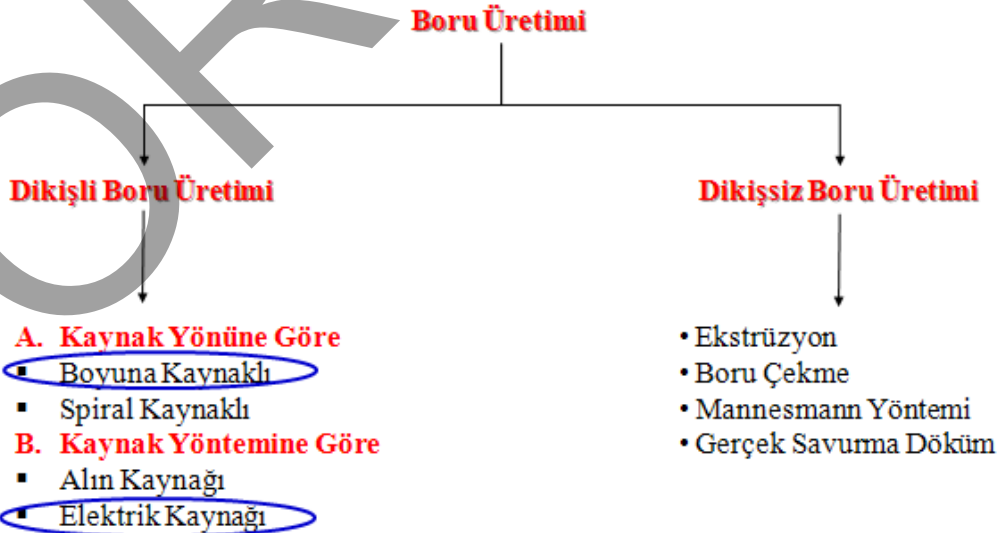 Boru Üretimi
Dikişli Boru Üretimi
Dikişsiz Boru Üretimi
A. Kaynak Yönüne Göre
▪ Boyuna Kaynaklı
▪ Spiral Kaynaklı
B. Kaynak Yöntemine Göre
▪ Alın Kaynağı
▪ Elektrik Kaynağı
• Ekstrüzyon
• Boru Çekme
• Mannesmann Yöntemi
• Gerçek Savurma Döküm